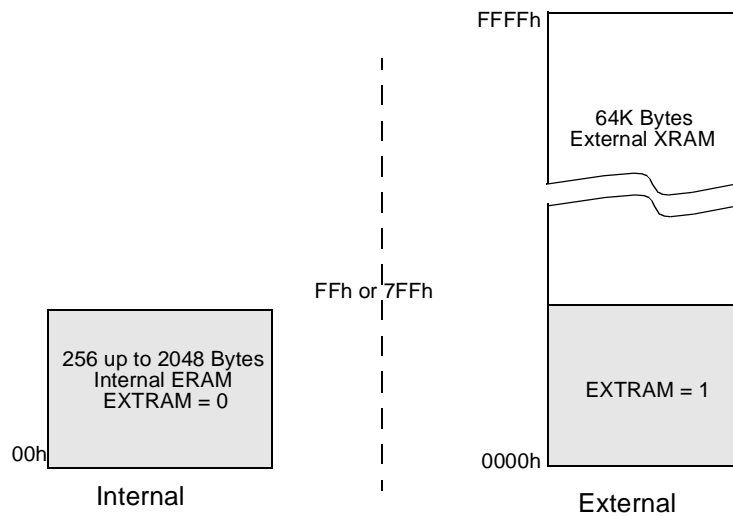 FFFFh
64K Bytes
External XRAM
FFh or 7FFh
256 up to 2048 Bytes
Internal ERAM
EXTRAM = 0
EXTRAM = 1
00h
0000h
Internal
External